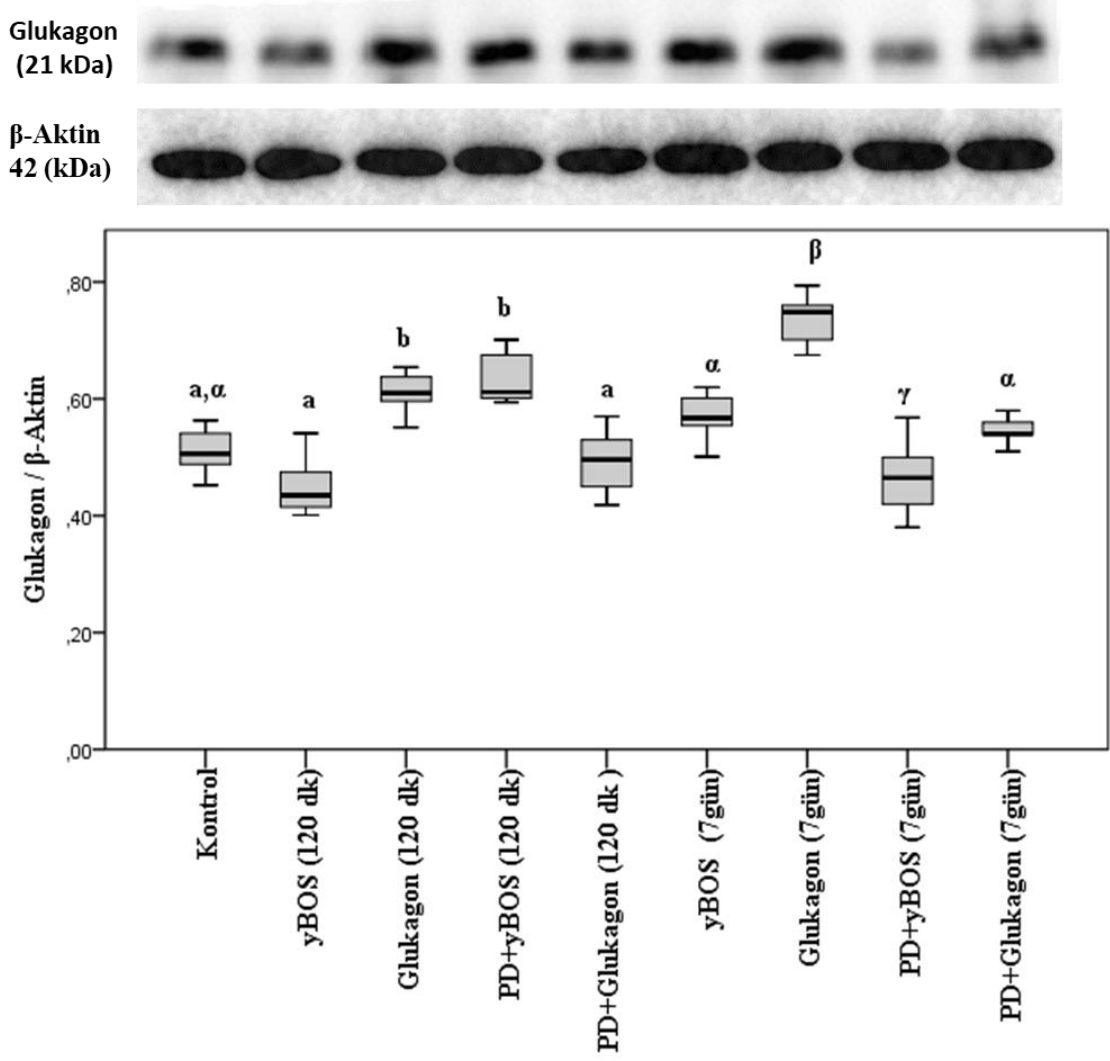 Glukagon
(21 kDa)
β-Aktin
42 (kDa)
Glukagon / β-Aktin
,80
,60
,40
,20
,00
a,α
a
b
b
a
α
β
γ
α
Kontrol
yBOS (120 dk)
Glukagon (120 dk)
PD+yBOS (120 dk)
PD+Glukagon (120 dk )
yBOS (7gün)
Glukagon (7gün)
PD+yBOS (7gün)
PD+Glukagon (7gün)